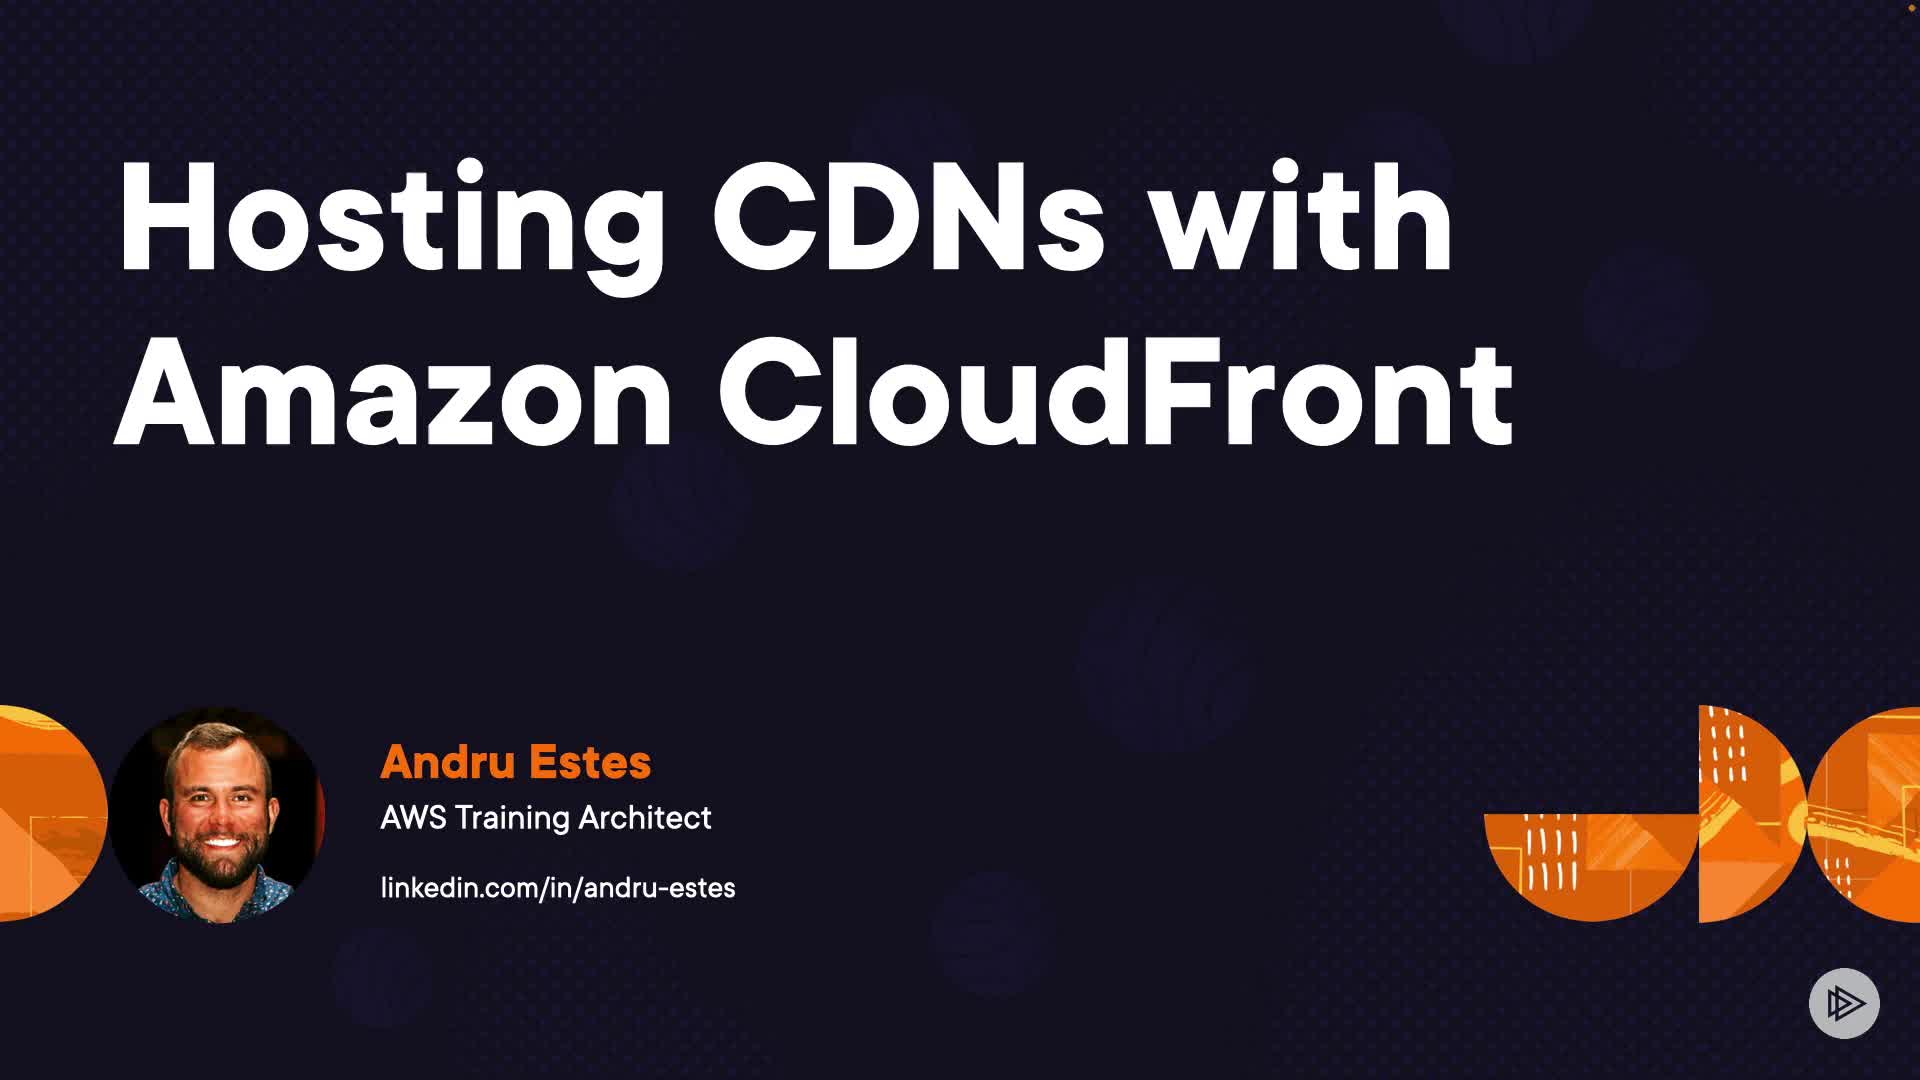 Hosting CDNs with
Amazon CloudFront
Andru Estes
AWS Training Architect
linkedin.com/in/andru-estes